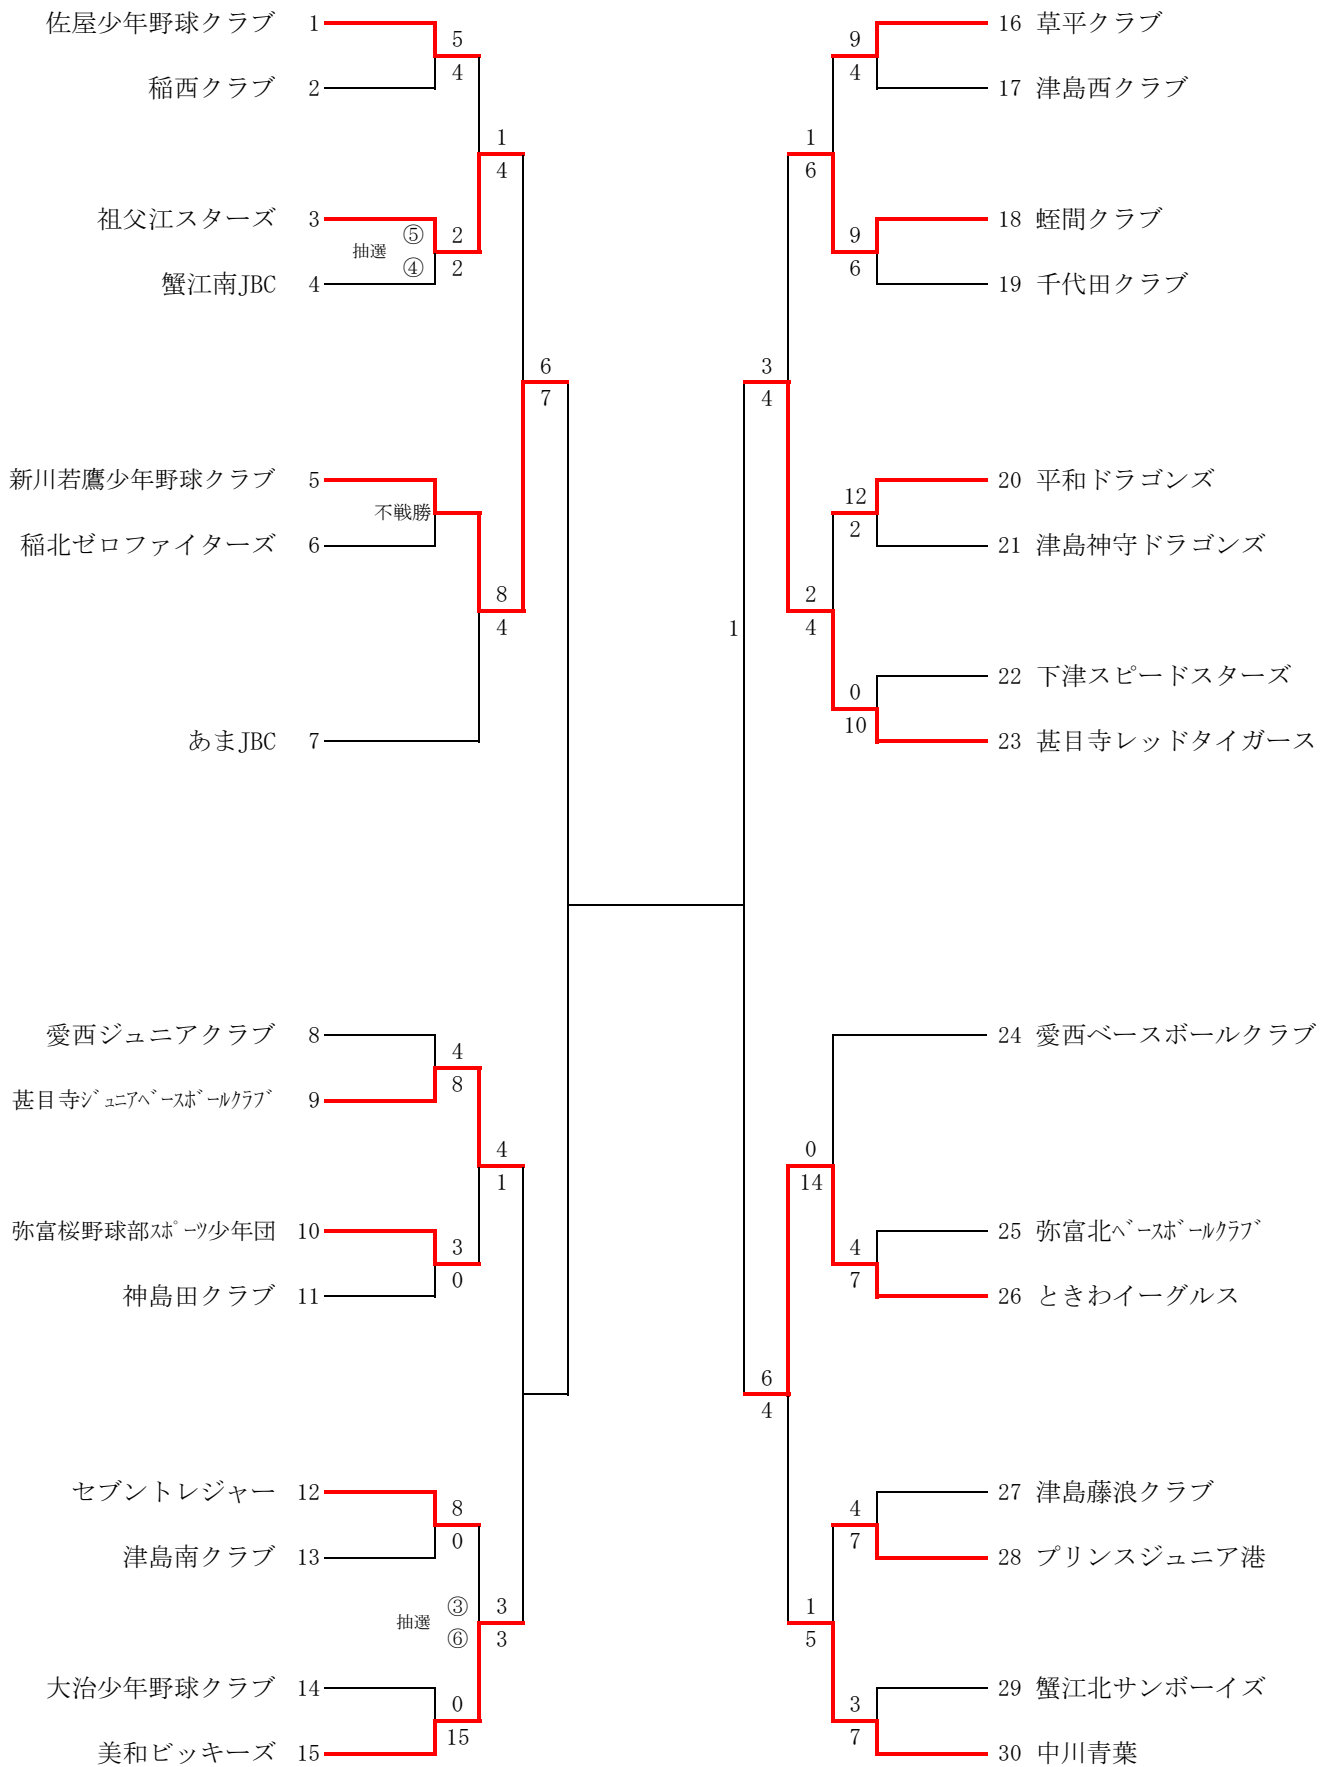 佐屋少年野球クラブ 1
5
4
稲西クラブ 2
1
4
祖父江スターズ 3
抽選 ⑤ 2
④ 2
蟹江南JBC 4
6
7
新川若鷹少年野球クラブ 5
不戦勝
稲北ゼロファイターズ 6
8
4
あまJBC 7
愛西ジュニアクラブ 8
4
8
甚目寺ジュニアベースボールクラブ 9
4
1
弥富桜野球部スポーツ少年団 10
3
0
神島田クラブ 11
セブントレジャー 12
8
0
津島南クラブ 13
抽選 ③ 3
⑥ 3
大治少年野球クラブ 14
0
15
美和ビッキーズ 15
16 草平クラブ
9
4
17 津島西クラブ
1
6
18 蛭間クラブ
9
6
19 千代田クラブ
3
4
20 平和ドラゴンズ
12
2
21 津島神守ドラゴンズ
2
4
1
22 下津スピードスターズ
0
10
23 甚目寺レッドタイガース
24 愛西ベースボールクラブ
0
14
25 弥富北ベースボールクラブ
4
7
26 ときわイーグルス
6
4
27 津島藤浪クラブ
4
7
28 プリンスジュニア港
1
5
29 蟹江北サンボーイズ
3
7
30 中川青葉